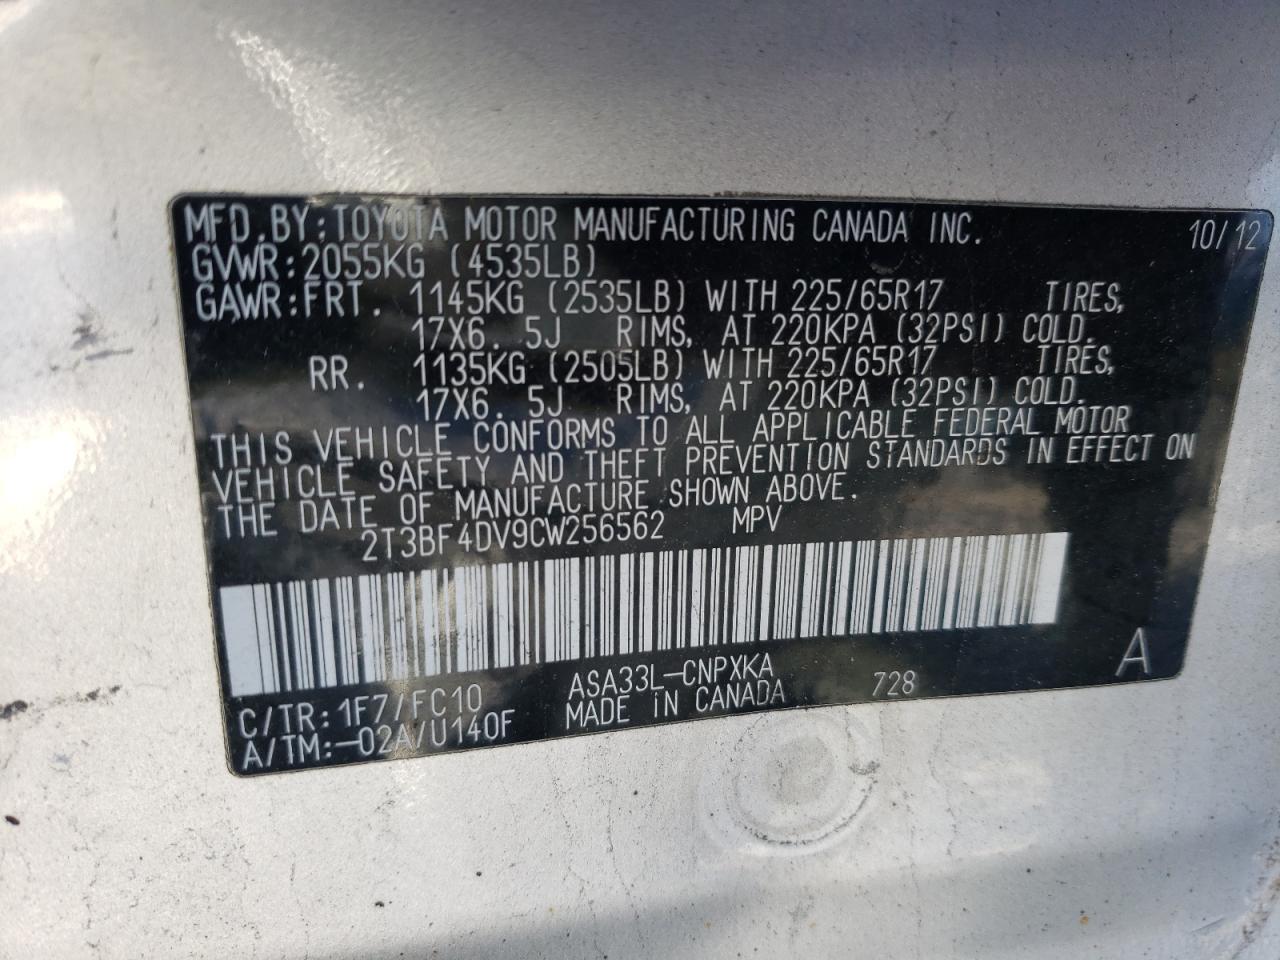 MFD.BY:TOYOTA MOTOR MANUFACTURING CANADA INC. 10/12
GVWR:2055KG (4535LB)
GAWR:FRT. 1145KG (2535LB) WITH 225/65R17 TIRES,
17X6.5J RIMS, AT 220KPA (32PSI) COLD.
RR. 1135KG (2505LB) WITH 225/65R17 TIRES,
17X6.5J RIMS, AT 220KPA (32PSI) COLD.
THIS VEHICLE CONFORMS TO ALL APPLICABLE FEDERAL MOTOR
VEHICLE SAFETY AND THEFT PREVENTION STANDARDS IN EFFECT ON
THE DATE OF MANUFACTURE SHOWN ABOVE.
2T3BF4DV9CW256562 MPV
A
ASA33L-CNPXKA 728
C/TR:1F7/FC10 MADE IN CANADA
A/TM:-02A/U140F